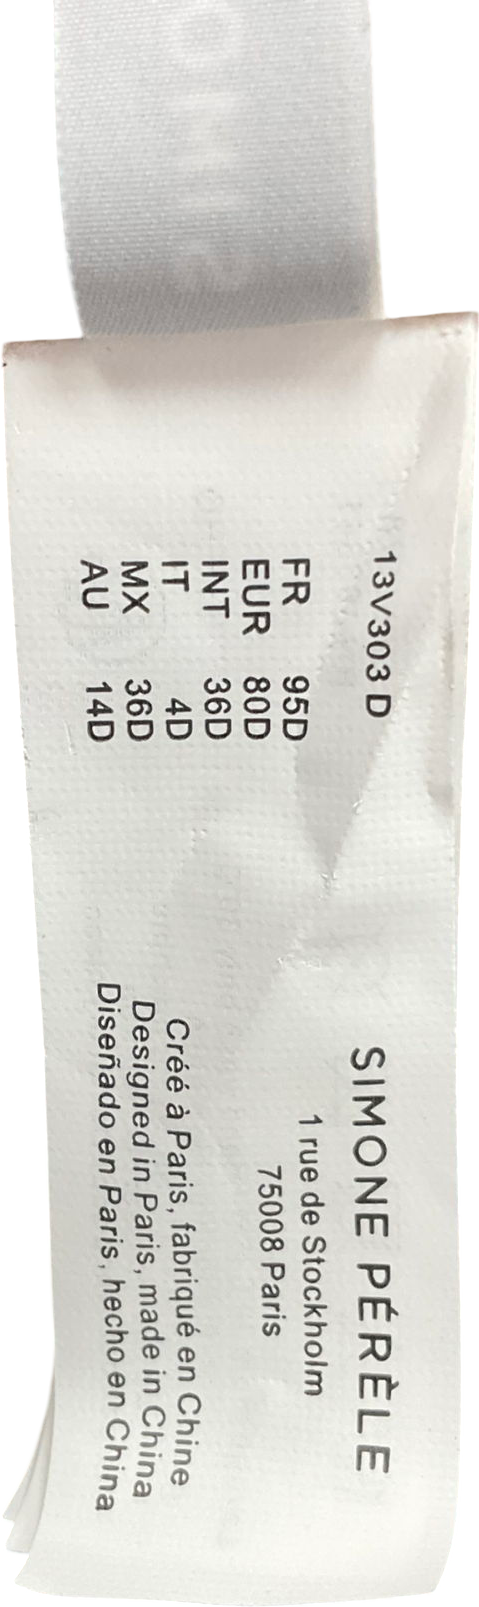 13V303 D
FR 95D
EUR 80D
INT 36D
IT 4D
MX 36D
AU 14D
SIMONE PÉRÈLE
1 rue de Stockholm
75008 Paris
Créé à Paris, fabriqué en Chine
Designed in Paris, made in China
Diseñado en Paris, hecho en China